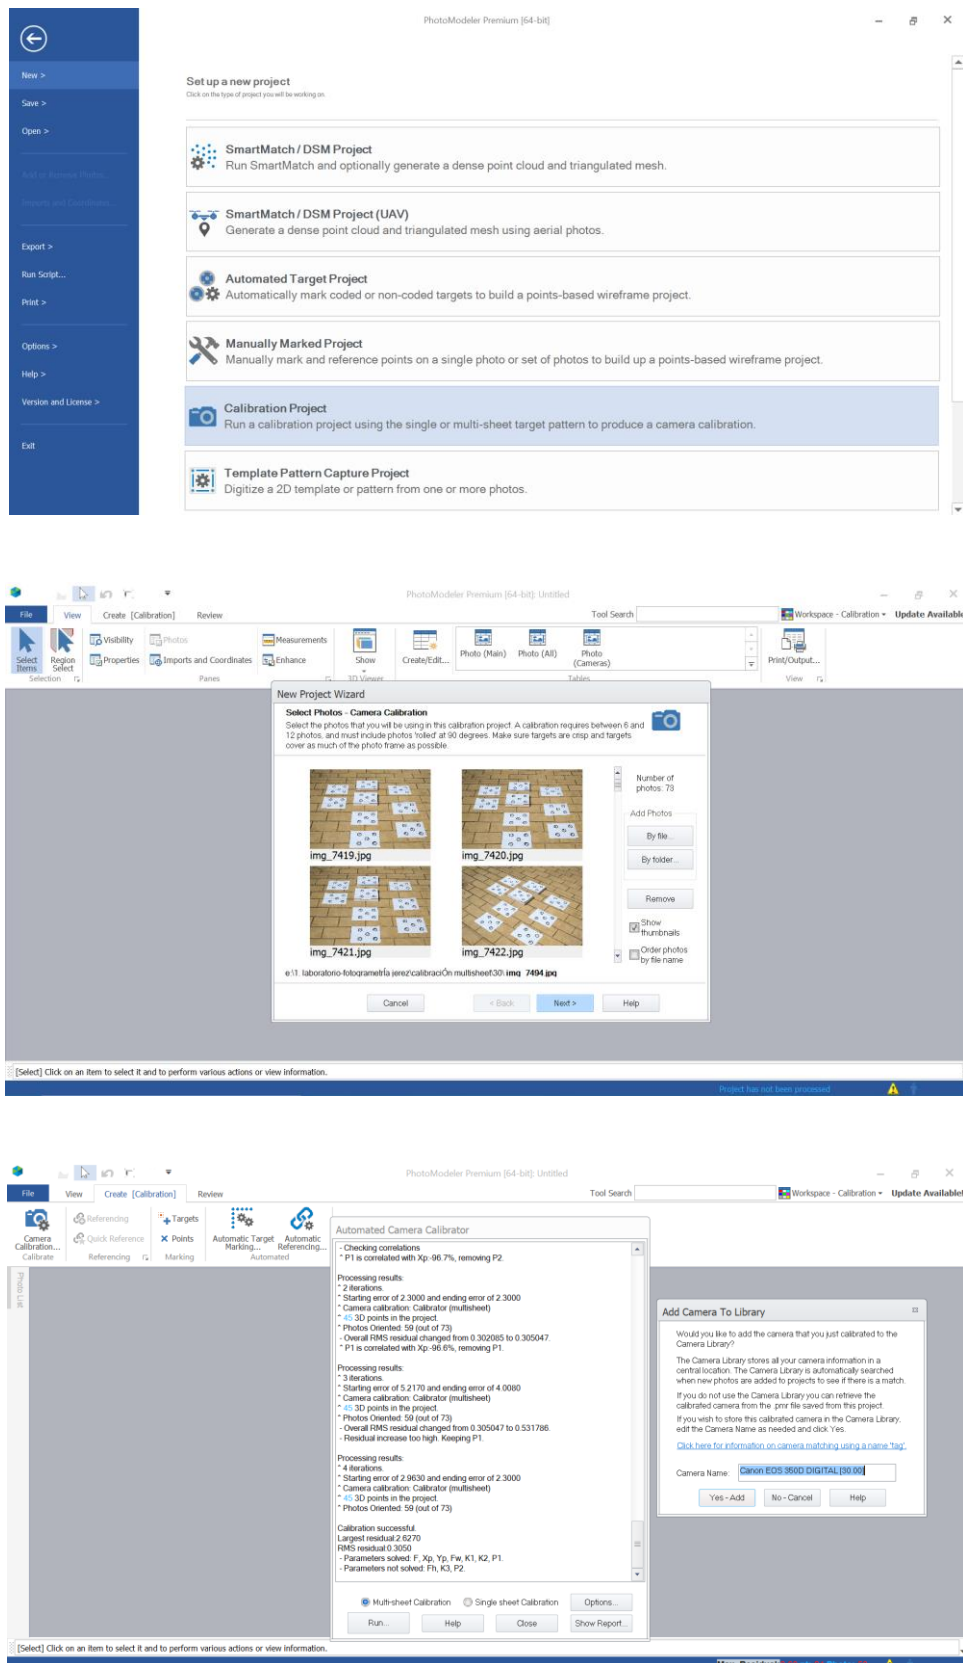 PhotoModeler Premium [64-bit]
New >
Save >
Open >
Add or Remove Photos...
Imports and Coordinates...
Export >
Run Script...
Print >
Options >
Help >
Version and License >
Exit
Set up a new project
Click on the type of project you will be working on.
SmartMatch / DSM Project
Run SmartMatch and optionally generate a dense point cloud and triangulated mesh.
SmartMatch / DSM Project (UAV)
Generate a dense point cloud and triangulated mesh using aerial photos.
Automated Target Project
Automatically mark coded or non-coded targets to build a points-based wireframe project.
Manually Marked Project
Manually mark and reference points on a single photo or set of photos to build up a points-based wireframe project.
Calibration Project
Run a calibration project using the single or multi-sheet target pattern to produce a camera calibration.
Template Pattern Capture Project
Digitize a 2D template or pattern from one or more photos.
PhotoModeler Premium [64-bit]: Untitled
File View Create [Calibration] Review Tool Search Workspace - Calibration Update Available
Select Items
Region Select
Visibility
Properties
Photos
Imports and Coordinates
Measurements
Enhance
Show
Create/Edit...
Photo (Main)
Photo (All)
Photo (Cameras)
Print/Output...
Selection Panes 3D Viewer Tables View
New Project Wizard
Select Photos - Camera Calibration
Select the photos that you will be using in this calibration project. A calibration requires between 6 and
12 photos, and must include photos 'rolled' at 90 degrees. Make sure targets are crisp and targets
cover as much of the photo frame as possible.
img_7419.jpg
img_7420.jpg
img_7421.jpg
img_7422.jpg
Number of
photos: 73
Add Photos
By file...
By folder...
Remove
Show
thumbnails
Order photos
by file name
e:\1. laboratorio-fotogrametría jerez\calibraciÓn multisheet\30\ img_7494.jpg
Cancel < Back Next > Help
[Select] Click on an item to select it and to perform various actions or view information.
Project has not been processed
PhotoModeler Premium [64-bit]: Untitled
File View Create [Calibration] Review Tool Search Workspace - Calibration Update Available!
Camera
Calibration...
Referencing
Quick Reference
Targets
Points
Automatic Target
Marking...
Automatic
Referencing...
Calibrate Referencing Marking Automated
Photo List
Automated Camera Calibrator
- Checking correlations
* P1 is correlated with Xp:-96.7%, removing P2.
Processing results:
* 2 iterations.
* Starting error of 2.3000 and ending error of 2.3000
* Camera calibration: Calibrator (multisheet)
* 45 3D points in the project.
* Photos Oriented: 59 (out of 73)
- Overall RMS residual changed from 0.302085 to 0.305047.
* P1 is correlated with Xp:-96.6%, removing P1.
Processing results:
* 3 iterations.
* Starting error of 5.2170 and ending error of 4.0080
* Camera calibration: Calibrator (multisheet)
* 45 3D points in the project.
* Photos Oriented: 59 (out of 73)
- Overall RMS residual changed from 0.305047 to 0.531786.
- Residual increase too high. Keeping P1.
Processing results:
* 4 iterations.
* Starting error of 2.9630 and ending error of 2.3000
* Camera calibration: Calibrator (multisheet)
* 45 3D points in the project.
* Photos Oriented: 59 (out of 73)
Calibration successful.
Largest residual:2.6270
RMS residual:0.3050
- Parameters solved: F, Xp, Yp, Fw, K1, K2, P1.
- Parameters not solved: Fh, K3, P2.
Multi-sheet Calibration Single sheet Calibration Options...
Run... Help Close Show Report...
Add Camera To Library
Would you like to add the camera that you just calibrated to the
Camera Library?
The Camera Library stores all your camera information in a
central location. The Camera Library is automatically searched
when new photos are added to projects to see if there is a match.
If you do not use the Camera Library you can retrieve the
calibrated camera from the .pmr file saved from this project.
If you wish to store this calibrated camera in the Camera Library,
edit the Camera Name as needed and click Yes.
Click here for information on camera matching using a name 'tag'.
Camera Name: Canon EOS 350D DIGITAL [30.00]
Yes - Add No - Cancel Help
[Select] Click on an item to select it and to perform various actions or view information.